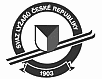 SVAZ LYŽAŘŮ ČESKÉ REPUBLIKY
1903